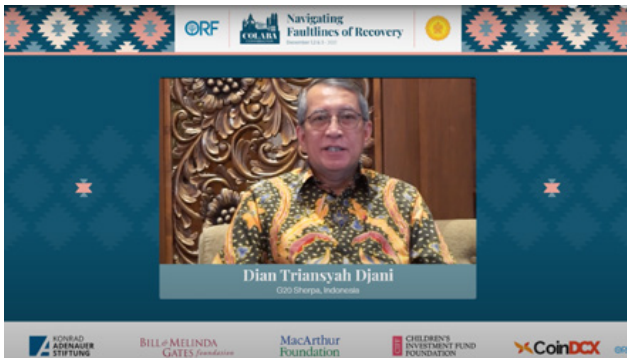 ORF
COLABA
Navigating
Faultlines of Recovery
Dian Triansyah Djani
G20 Sherpa, Indonesia
KONRAD
ADENAUER
STIFTUNG
BILL & MELINDA
GATES foundation
MacArthur
Foundation
CHILDREN'S
INVESTMENT FUND
FOUNDATION
CoinDCX